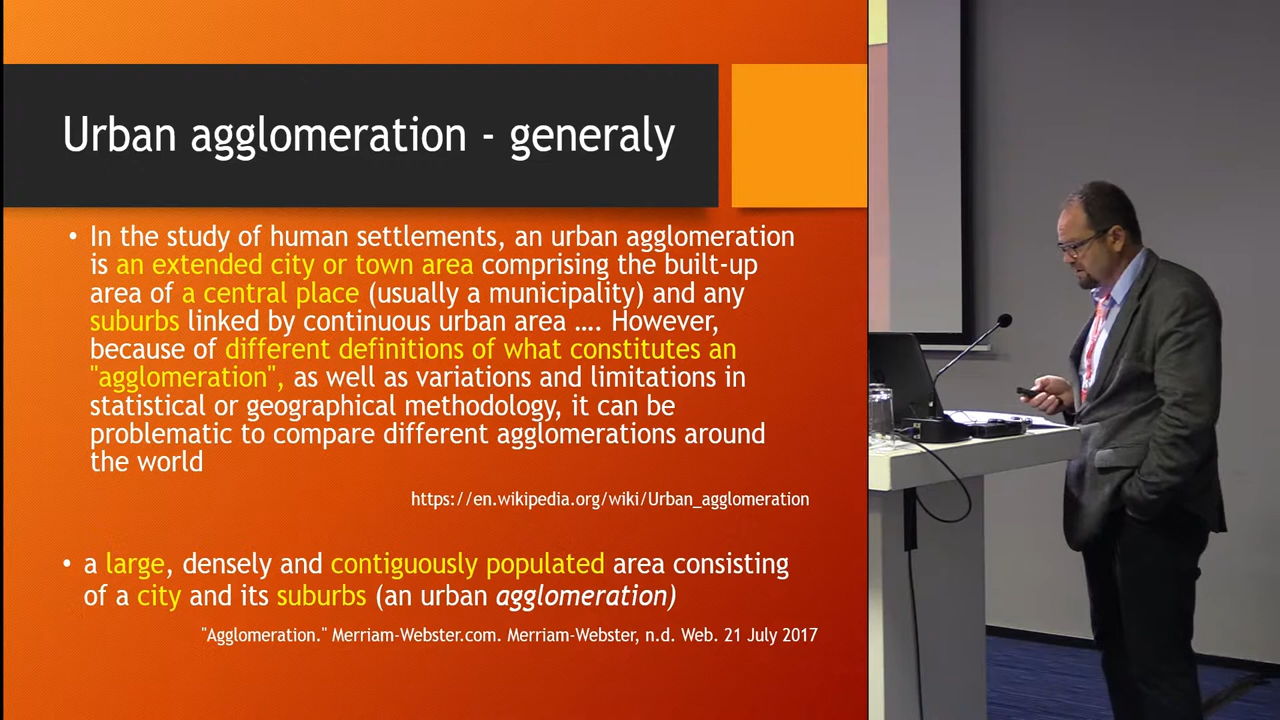 Urban agglomeration - generaly
• In the study of human settlements, an urban agglomeration
is an extended city or town area comprising the built-up
area of a central place (usually a municipality) and any
suburbs linked by continuous urban area .... However,
because of different definitions of what constitutes an
"agglomeration", as well as variations and limitations in
statistical or geographical methodology, it can be
problematic to compare different agglomerations around
the world
https://en.wikipedia.org/wiki/Urban_agglomeration
• a large, densely and contiguously populated area consisting
of a city and its suburbs (an urban agglomeration)
"Agglomeration." Merriam-Webster.com. Merriam-Webster, n.d. Web. 21 July 2017